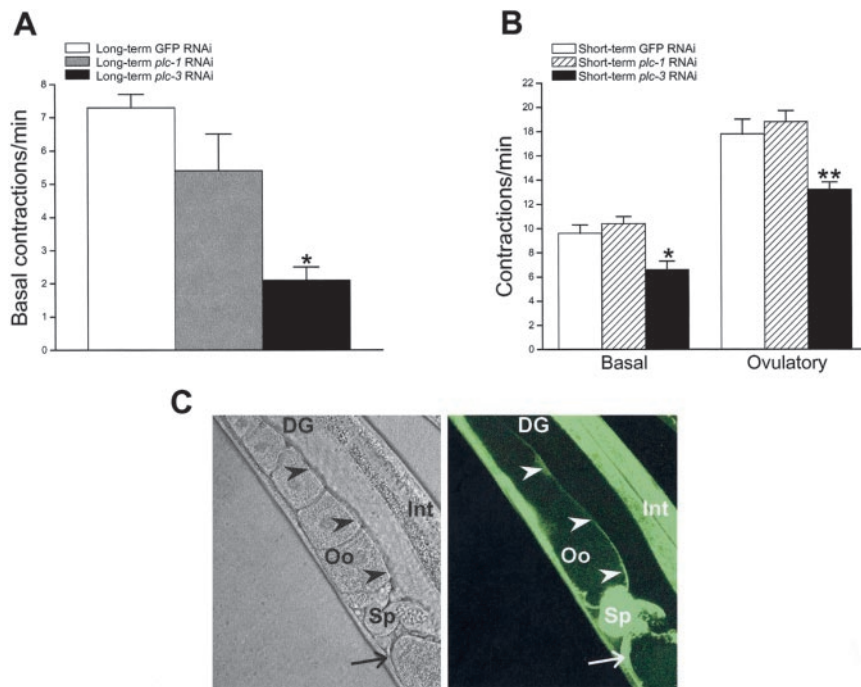 A
Long-term GFP RNAi
Long-term plc-1 RNAi
Long-term plc-3 RNAi
Basal contractions/min
8
7
6
5
4
3
2
1
0
*
B
Short-term GFP RNAi
Short-term plc-1 RNAi
Short-term plc-3 RNAi
Contractions/min
22
20
18
16
14
12
10
8
6
4
2
0
*
**
Basal
Ovulatory
C
DG
Int
Oo
Sp
DG
Int
Oo
Sp